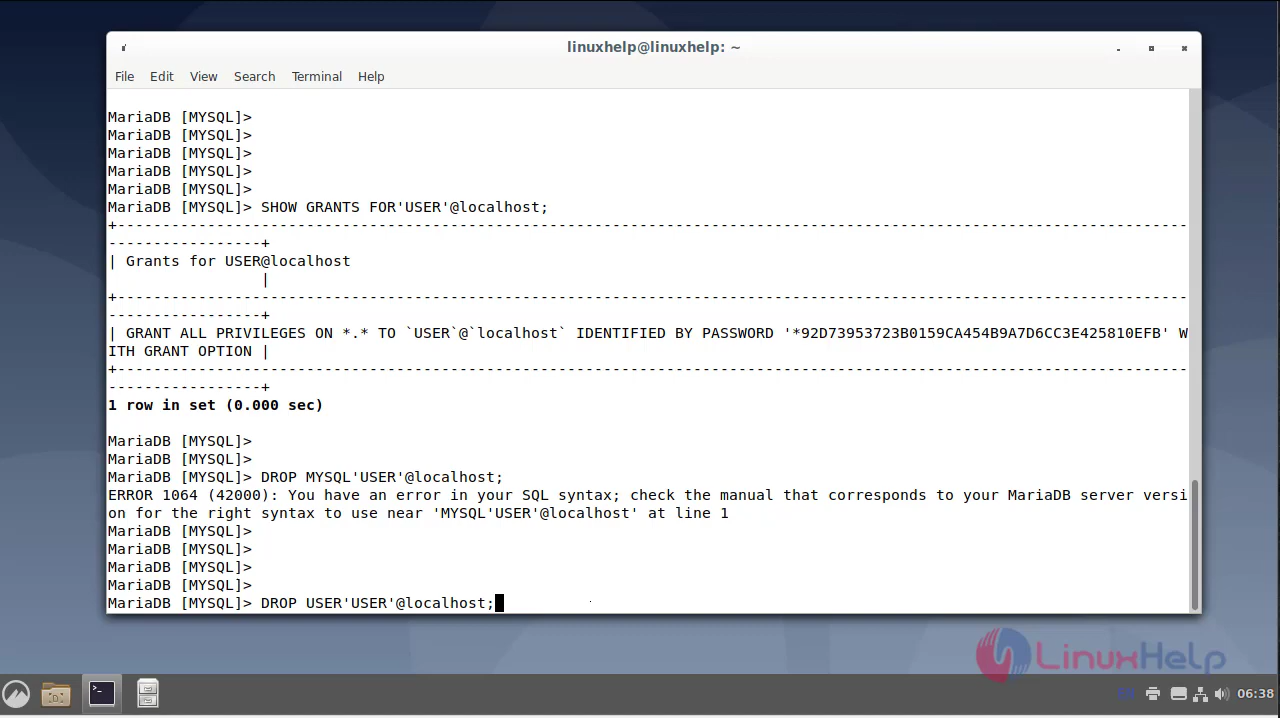 linuxhelp@linuxhelp: ~
File Edit View Search Terminal Help
MariaDB [MYSQL]>
MariaDB [MYSQL]>
MariaDB [MYSQL]>
MariaDB [MYSQL]>
MariaDB [MYSQL]>
MariaDB [MYSQL]> SHOW GRANTS FOR'USER'@localhost;
+------------------------------------------------------------------------------------------------------------------------
-----------------+
| Grants for USER@localhost
|
+------------------------------------------------------------------------------------------------------------------------
-----------------+
| GRANT ALL PRIVILEGES ON *.* TO `USER`@`localhost` IDENTIFIED BY PASSWORD '*92D73953723B0159CA454B9A7D6CC3E425810EFB' W
ITH GRANT OPTION |
+------------------------------------------------------------------------------------------------------------------------
-----------------+
1 row in set (0.000 sec)
MariaDB [MYSQL]>
MariaDB [MYSQL]>
MariaDB [MYSQL]> DROP MYSQL'USER'@localhost;
ERROR 1064 (42000): You have an error in your SQL syntax; check the manual that corresponds to your MariaDB server versi
on for the right syntax to use near 'MYSQL'USER'@localhost' at line 1
MariaDB [MYSQL]>
MariaDB [MYSQL]>
MariaDB [MYSQL]>
MariaDB [MYSQL]>
MariaDB [MYSQL]> DROP USER'USER'@localhost;
LinuxHelp
06:38